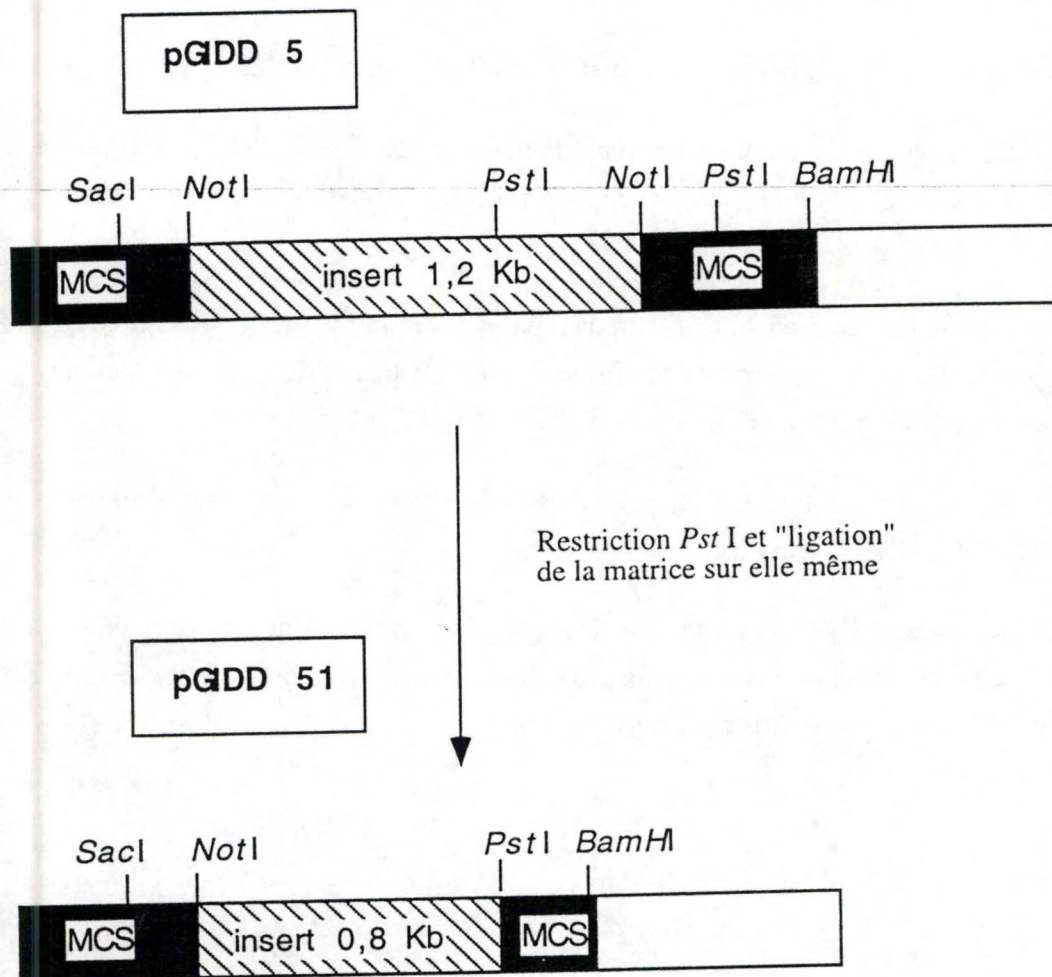 pGIDD 5
SacI NotI PstI NotI PstI BamHI
MCS insert 1,2 Kb MCS
Restriction Pst I et "ligation"
de la matrice sur elle même
pGIDD 51
SacI NotI PstI BamHI
MCS insert 0,8 Kb MCS